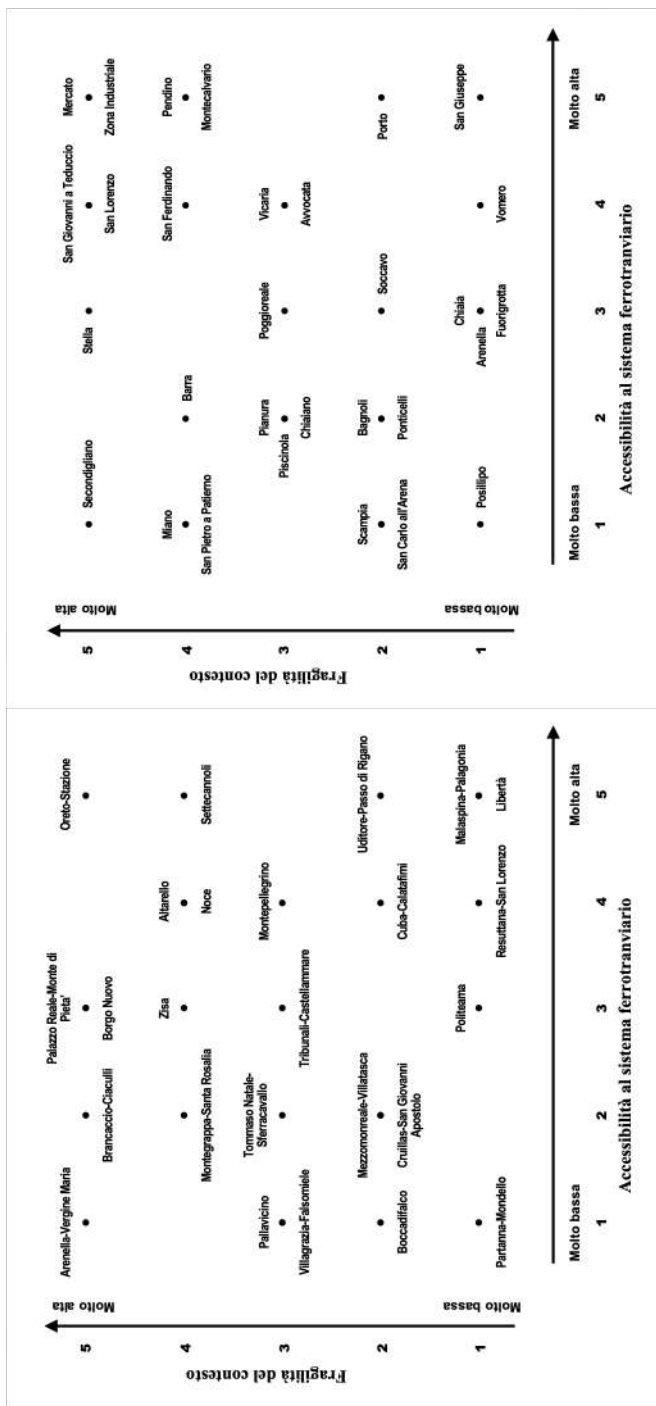 Molto alta
Fragilità del contesto
Molto bassa
5
4
3
2
1
Arenella-Vergine Maria
Brancaccio-Ciaculli
Palazzo Reale-Monte di
Pieta'
Borgo Nuovo
Oreto-Stazione
Montegrappa-Santa Rosalia
Zisa
Altarello
Noce
Settecannoli
Pallavicino
Villagrazia-Falsomiele
Tommaso Natale-
Sferracavallo
Tribunali-Castellammare
Montepellegrino
Boccadifalco
Mezzomonreale-Villatasca
Cruillas-San Giovanni
Apostolo
Cuba-Calatafimi
Uditore-Passo di Rigano
Partanna-Mondello
Politeama
Resuttana-San Lorenzo
Malaspina-Palagonia
Libertà
Molto bassa
Molto alta
1
2
3
4
5
Accessibilità al sistema ferrotranviario
Molto alta
Fragilità del contesto
Molto bassa
5
4
3
2
1
Secondigliano
Stella
San Giovanni a Teduccio
San Lorenzo
Mercato
Zona Industriale
Miano
San Pietro a Patierno
Barra
San Ferdinando
Pendino
Montecalvario
Pianura
Piscinola
Chiaiano
Poggioreale
Vicaria
Avvocata
Scampia
San Carlo all'Arena
Bagnoli
Ponticelli
Soccavo
Porto
Posillipo
Chiaia
Arenella
Fuorigrotta
Vomero
San Giuseppe
Molto bassa
Molto alta
1
2
3
4
5
Accessibilità al sistema ferrotranviario